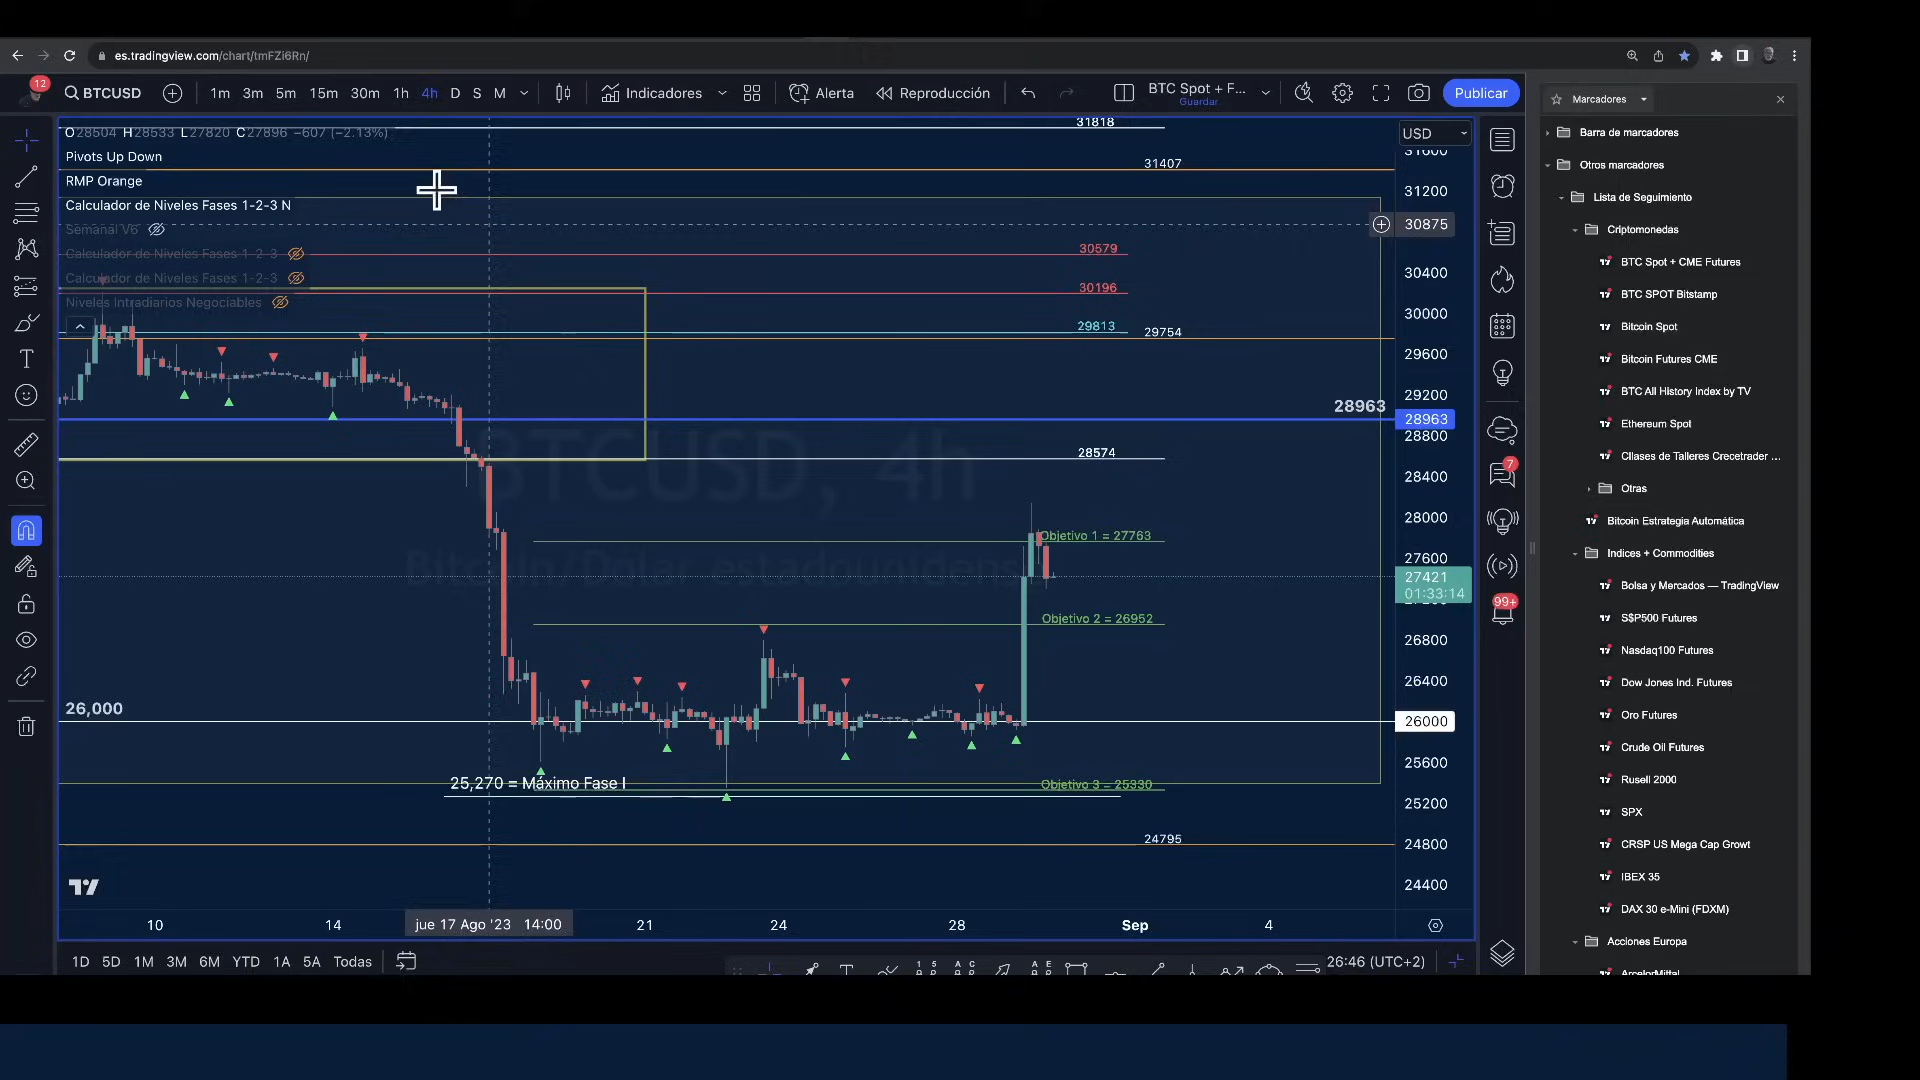 es.tradingview.com/chart/tmFZi6Rn/
12
BTCUSD
1m 3m 5m 15m 30m 1h 4h D S M
Indicadores
Alerta
Reproducción
BTC Spot + F...
Guardar
Publicar
O28504 H28533 L27820 C27896 −607 (−2.13%)
Pivots Up Down
RMP Orange
Calculador de Niveles Fases 1-2-3 N
Semanal V6
Calculador de Niveles Fases 1-2-3
Calculador de Niveles Fases 1-2-3
Niveles Intradiarios Negociables
31818
31407
30579
30196
29813
29754
28963
28574
BTCUSD, 4h
Objetivo 1 = 27763
Objetivo 2 = 26952
26,000
25,270 = Máximo Fase I
Objetivo 3 = 25330
24795
USD
31600
31200
30875
30400
30000
29600
29200
28963
28800
28400
28000
27600
27421
01:33:14
26800
26400
26000
25600
25200
24800
24400
10
14
jue 17 Ago '23 14:00
21
24
28
Sep
4
1D 5D 1M 3M 6M YTD 1A 5A Todas
26:46 (UTC+2)
7
99+
Marcadores
Barra de marcadores
Otros marcadores
Lista de Seguimiento
Criptomonedas
BTC Spot + CME Futures
BTC SPOT Bitstamp
Bitcoin Spot
Bitcoin Futures CME
BTC All History Index by TV
Ethereum Spot
Cllases de Talleres Crecetrader ...
Otras
Bitcoin Estrategia Automática
Indices + Commodities
Bolsa y Mercados — TradingView
S$P500 Futures
Nasdaq100 Futures
Dow Jones Ind. Futures
Oro Futures
Crude Oil Futures
Rusell 2000
SPX
CRSP US Mega Cap Growt
IBEX 35
DAX 30 e-Mini (FDXM)
Acciones Europa
ArcelorMittal